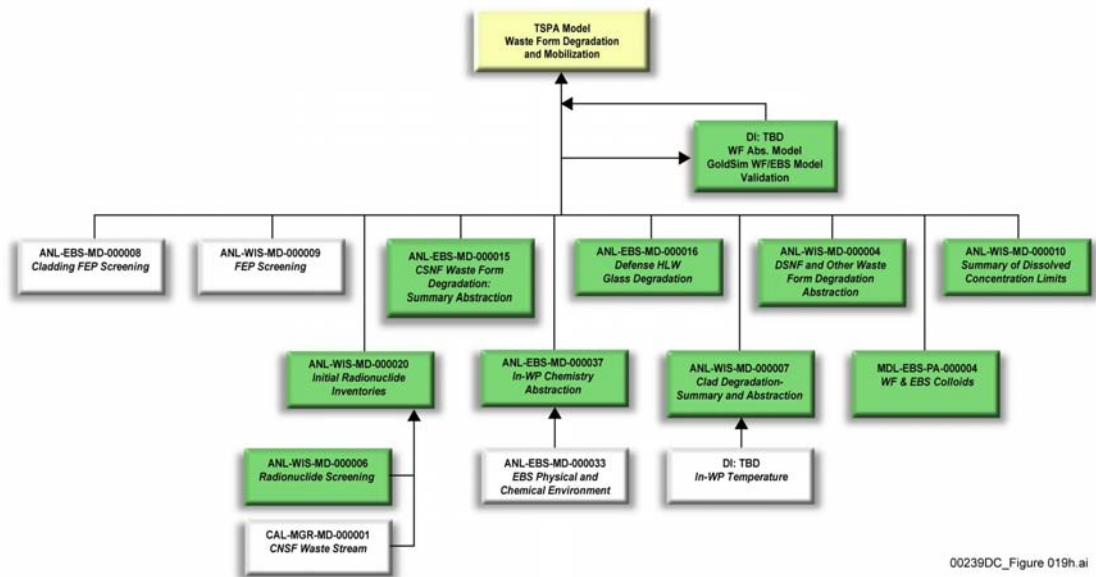 TSPA Model
Waste Form Degradation
and Mobilization
DI: TBD
WF Abs. Model
GoldSim WF/EBS Model
Validation
ANL-EBS-MD-000008
Cladding FEP Screening
ANL-WIS-MD-000009
FEP Screening
ANL-EBS-MD-000015
CSNF Waste Form
Degradation:
Summary Abstraction
ANL-EBS-MD-000016
Defense HLW
Glass Degradation
ANL-WIS-MD-000004
DSNF and Other Waste
Form Degradation
Abstraction
ANL-WIS-MD-000010
Summary of Dissolved
Concentration Limits
ANL-WIS-MD-000020
Initial Radionuclide
Inventories
ANL-EBS-MD-000037
In-WP Chemistry
Abstraction
ANL-WIS-MD-000007
Clad Degradation-
Summary and Abstraction
MDL-EBS-PA-000004
WF & EBS Colloids
ANL-WIS-MD-000006
Radionuclide Screening
ANL-EBS-MD-000033
EBS Physical and
Chemical Environment
DI: TBD
In-WP Temperature
CAL-MGR-MD-000001
CNSF Waste Stream
00239DC_Figure 019h.ai